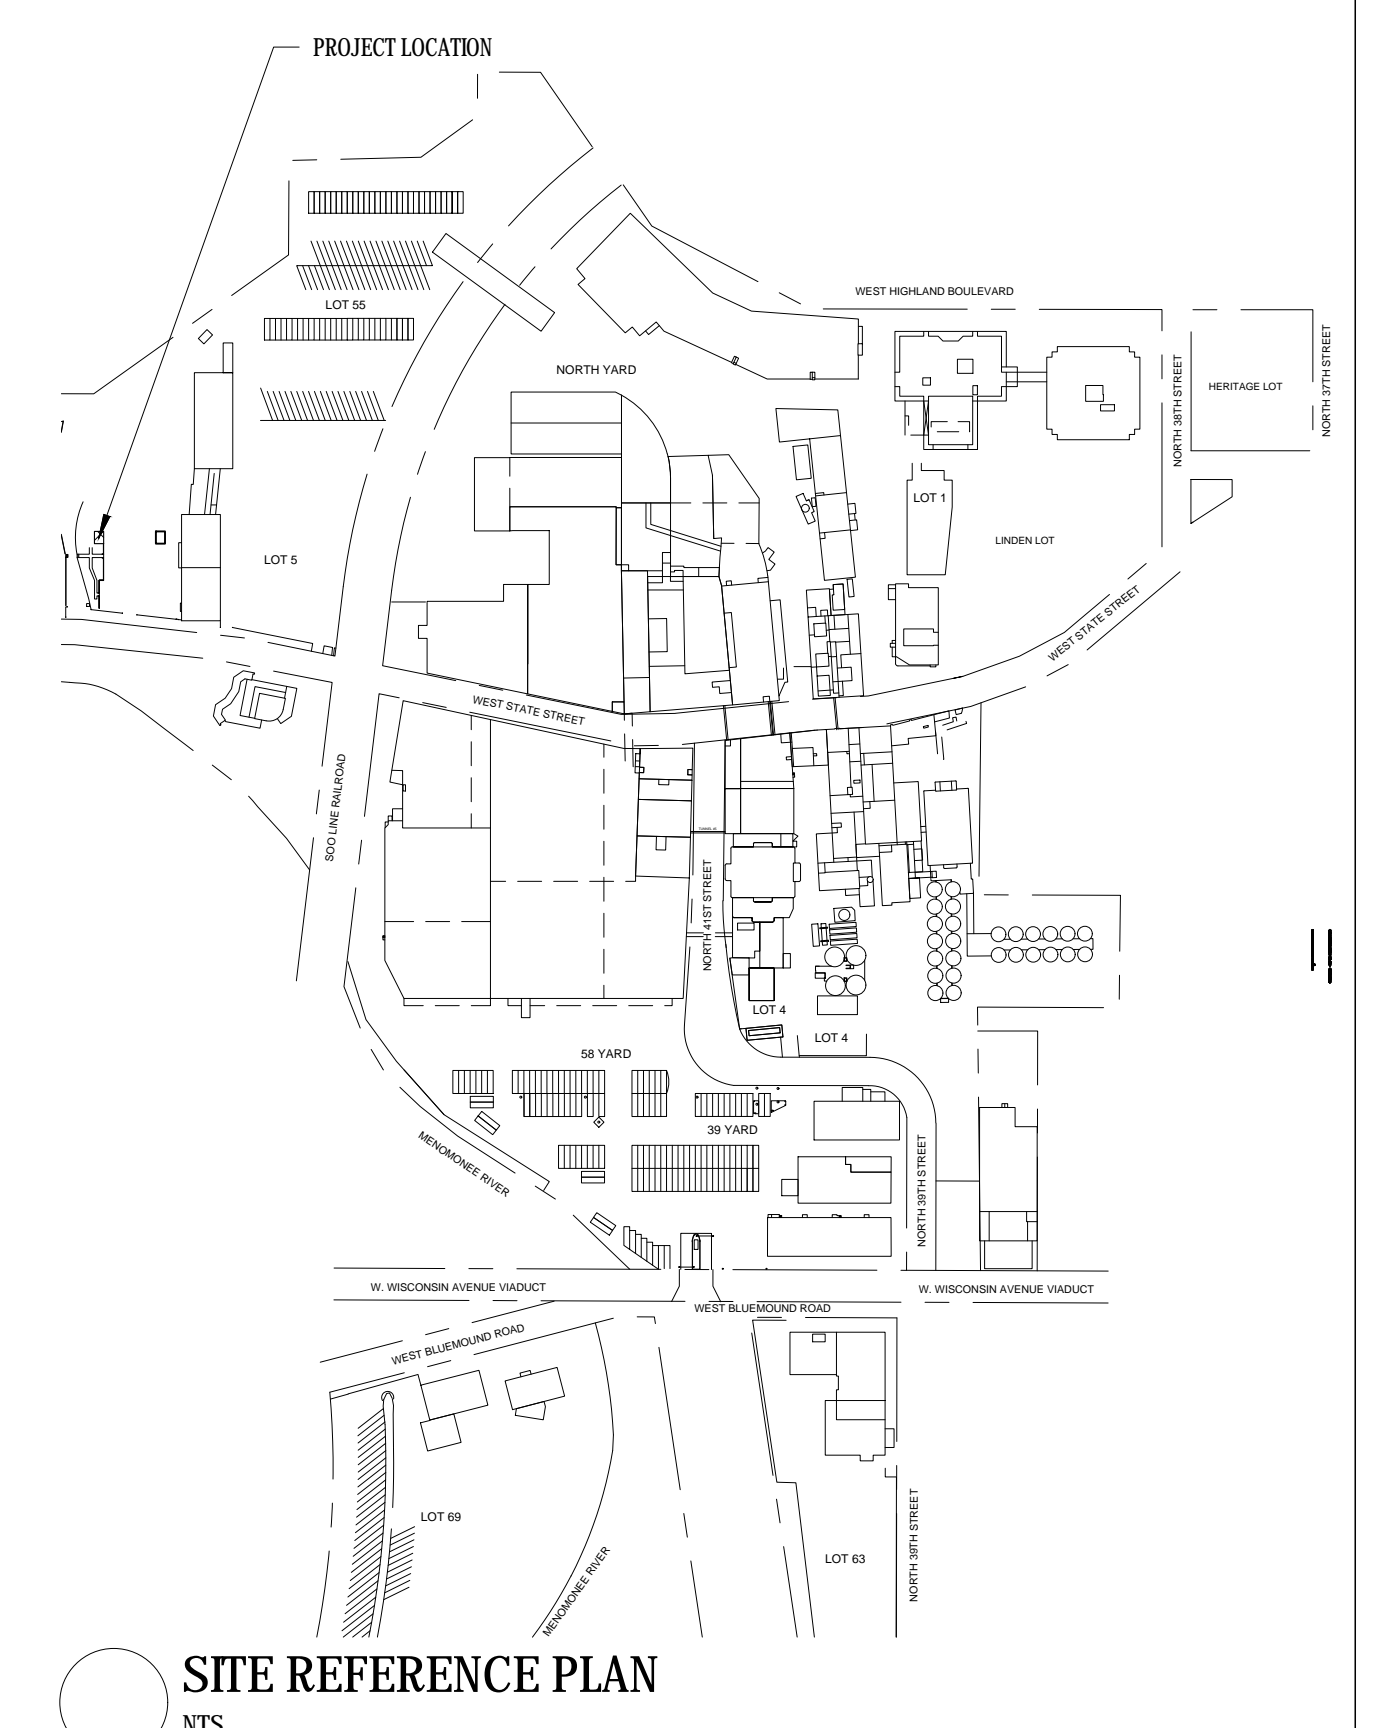 PROJECT LOCATION
WEST HIGHLAND BOULEVARD
LOT 55
NORTH 37TH STREET
NORTH 38TH STREET
NORTH YARD
HERITAGE LOT
LOT 1
LINDEN LOT
LOT 5
WEST STATE STREET
WEST STATE STREET
SOO LINE RAILROAD
NORTH 41ST STREET
LOT 4
LOT 4
58 YARD
39 YARD
MENOMONEE RIVER
NORTH 39TH STREET
W. WISCONSIN AVENUE VIADUCT
W. WISCONSIN AVENUE VIADUCT
WEST BLUEMOUND ROAD
WEST BLUEMOUND ROAD
LOT 69
NORTH 39TH STREET
LOT 63
MENOMONEE RIVER
SITE REFERENCE PLAN
NTS